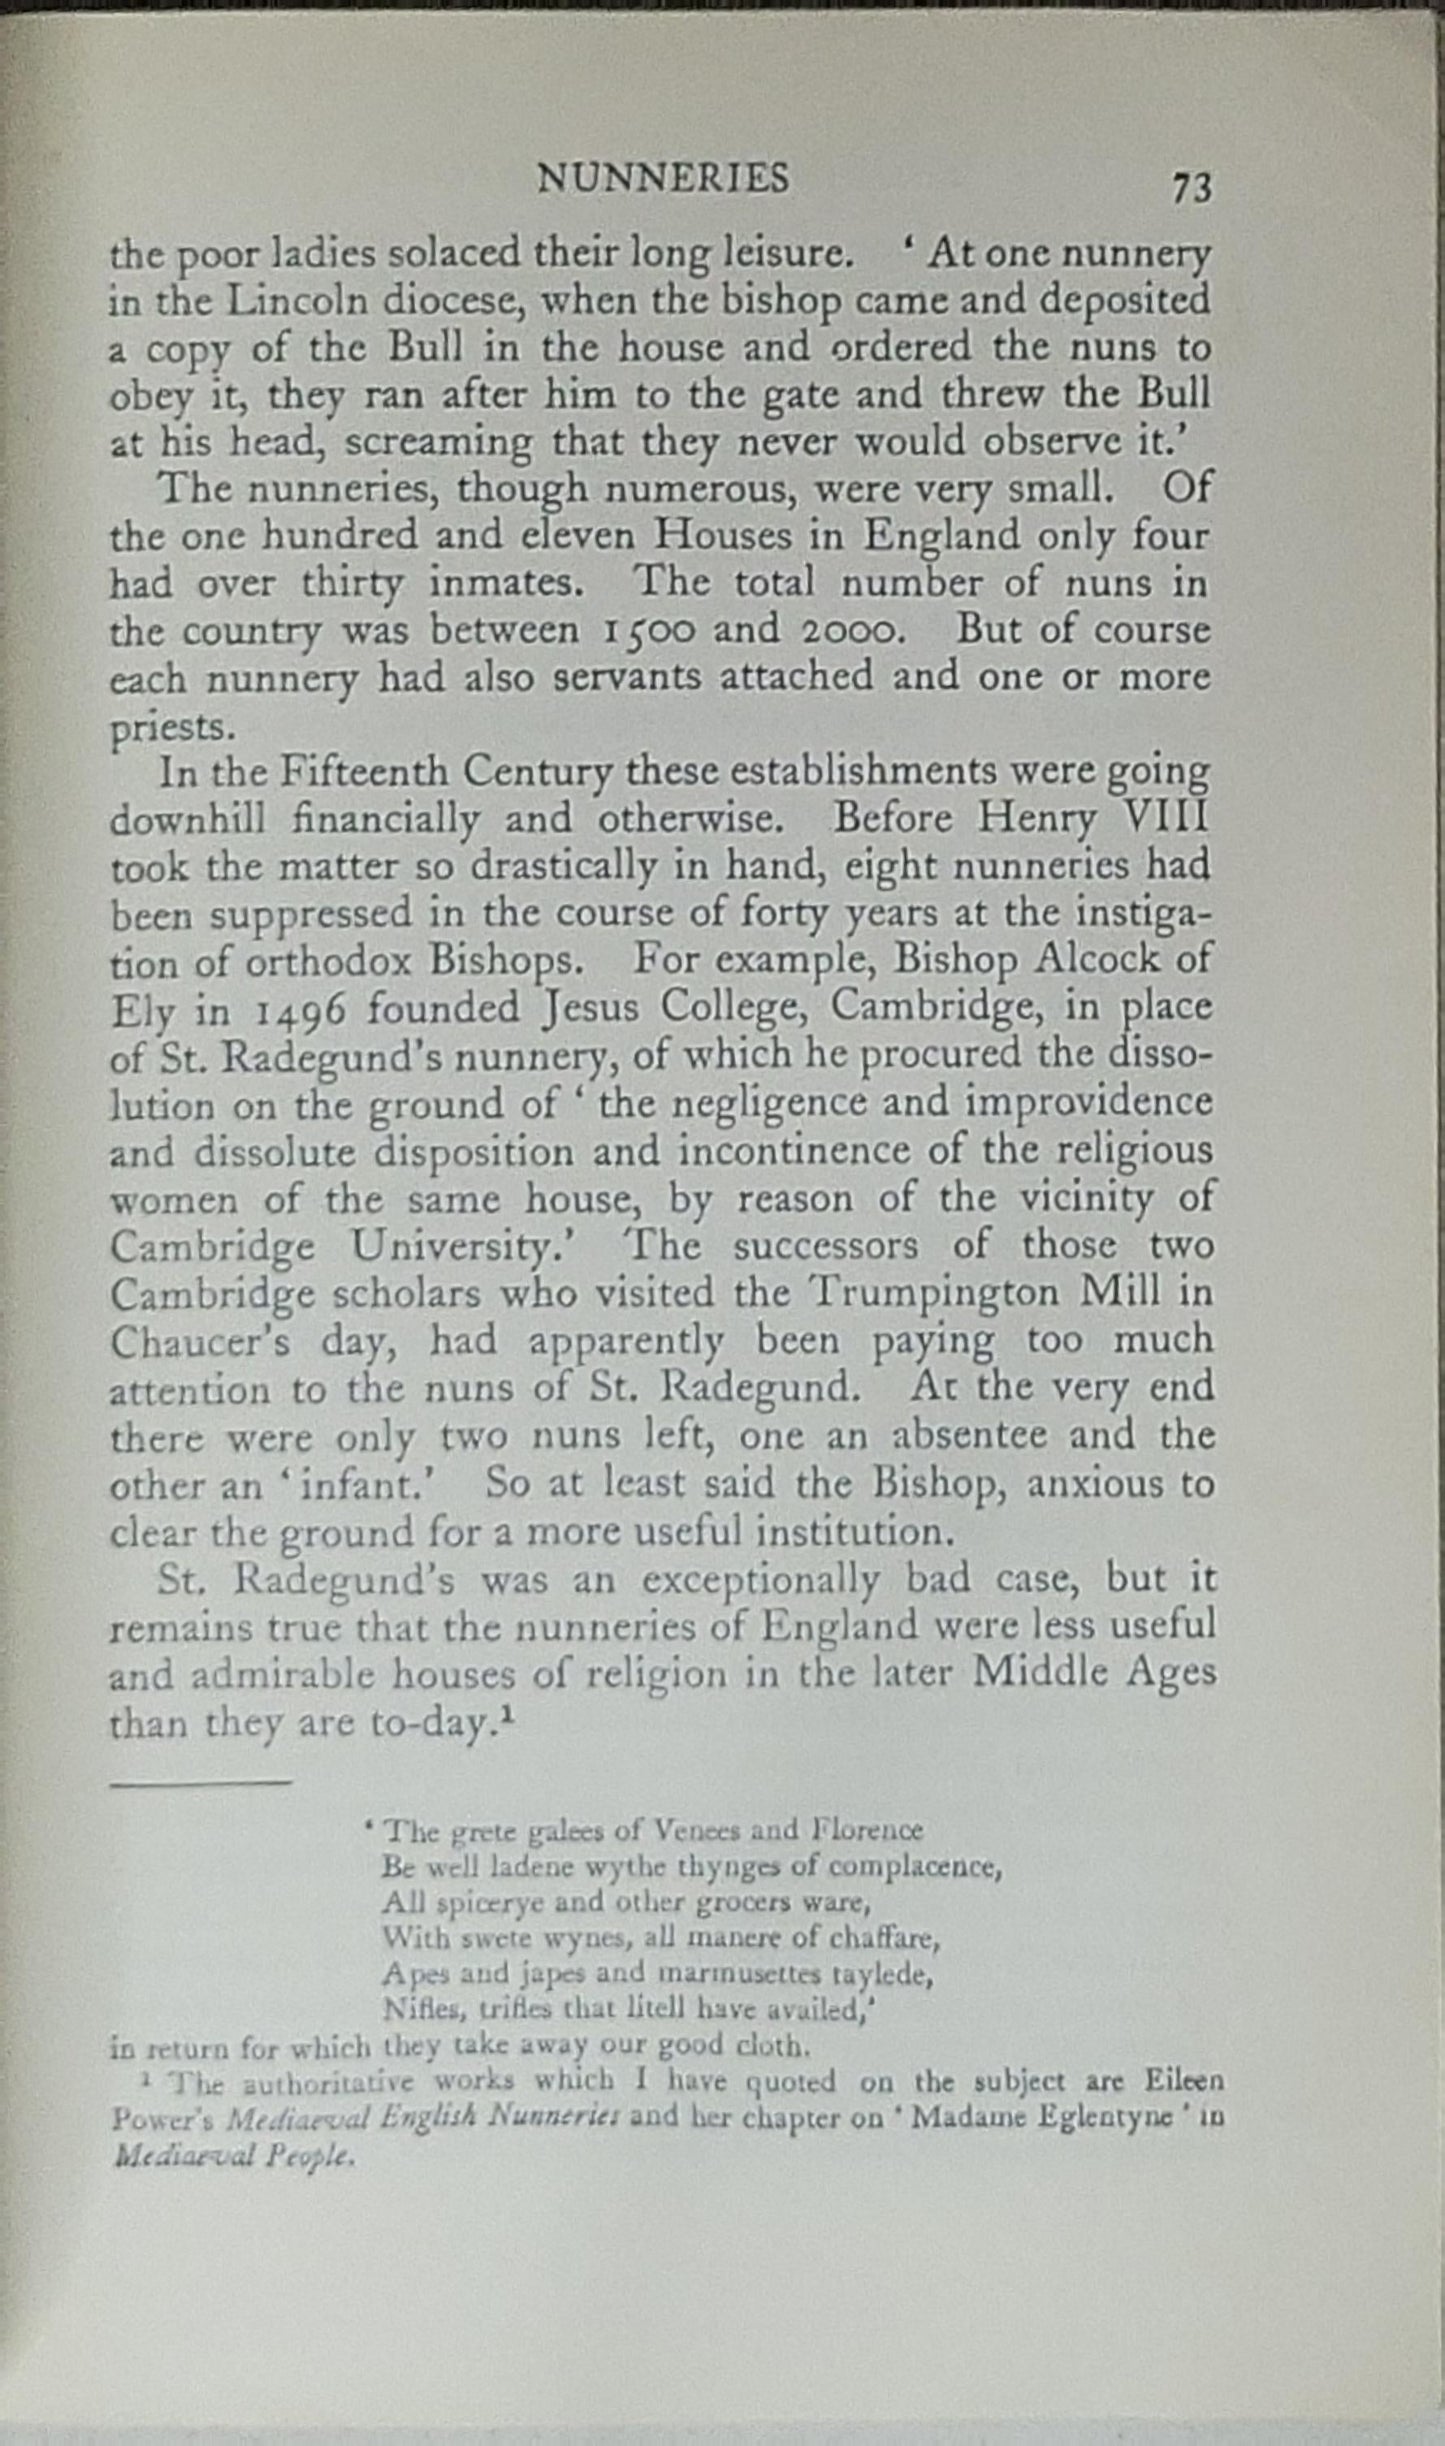 NUNNERIES 73
the poor ladies solaced their long leisure. ‘ At one nunnery
in the Lincoln diocese, when the bishop came and deposited
a copy of the Bull in the house and ordered the nuns to
obey it, they ran after him to the gate and threw the Bull
at his head, screaming that they never would observe it.’
The nunneries, though numerous, were very small. Of
the one hundred and eleven Houses in England only four
had over thirty inmates. The total number of nuns in
the country was between 1500 and 2000. But of course
each nunnery had also servants attached and one or more
priests.
In the Fifteenth Century these establishments were going
downhill financially and otherwise. Before Henry VIII
took the matter so drastically in hand, eight nunneries had
been suppressed in the course of forty years at the instiga-
tion of orthodox Bishops. For example, Bishop Alcock of
Ely in 1496 founded Jesus College, Cambridge, in place
of St. Radegund’s nunnery, of which he procured the disso-
lution on the ground of ‘ the negligence and improvidence
and dissolute disposition and incontinence of the religious
women of the same house, by reason of the vicinity of
Cambridge University.’ The successors of those two
Cambridge scholars who visited the Trumpington Mill in
Chaucer’s day, had apparently been paying too much
attention to the nuns of St. Radegund. At the very end
there were only two nuns left, one an absentee and the
other an ‘ infant.’ So at least said the Bishop, anxious to
clear the ground for a more useful institution.
St. Radegund’s was an exceptionally bad case, but it
remains true that the nunneries of England were less useful
and admirable houses of religion in the later Middle Ages
than they are to-day.¹
‘ The grete galees of Venees and Florence
Be well ladene wythe thynges of complacence,
All spicerye and other grocers ware,
With swete wynes, all manere of chaffare,
Apes and japes and marmusettes taylede,
Nifles, trifles that litell have availed,’
in return for which they take away our good cloth.
¹ The authoritative works which I have quoted on the subject are Eileen
Power’s Mediaeval English Nunneries and her chapter on ‘ Madame Eglentyne ’ in
Mediaeval People.